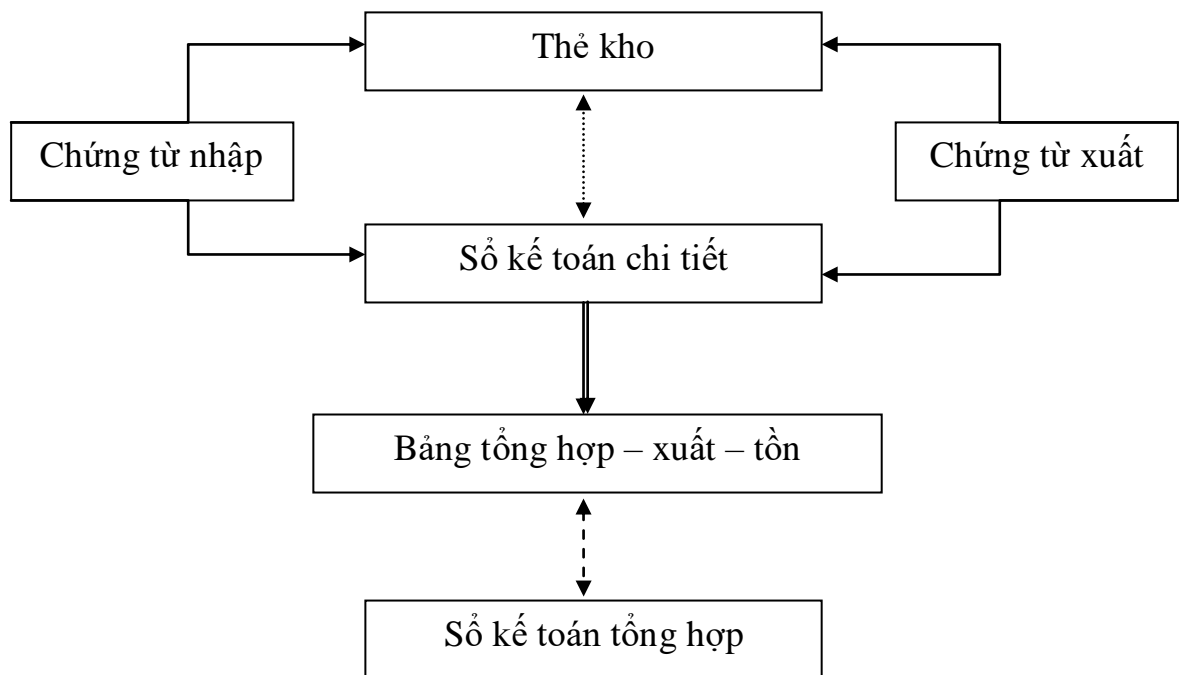 Thẻ kho
Chứng từ nhập
Chứng từ xuất
Sổ kế toán chi tiết
Bảng tổng hợp – xuất – tồn
Sổ kế toán tổng hợp